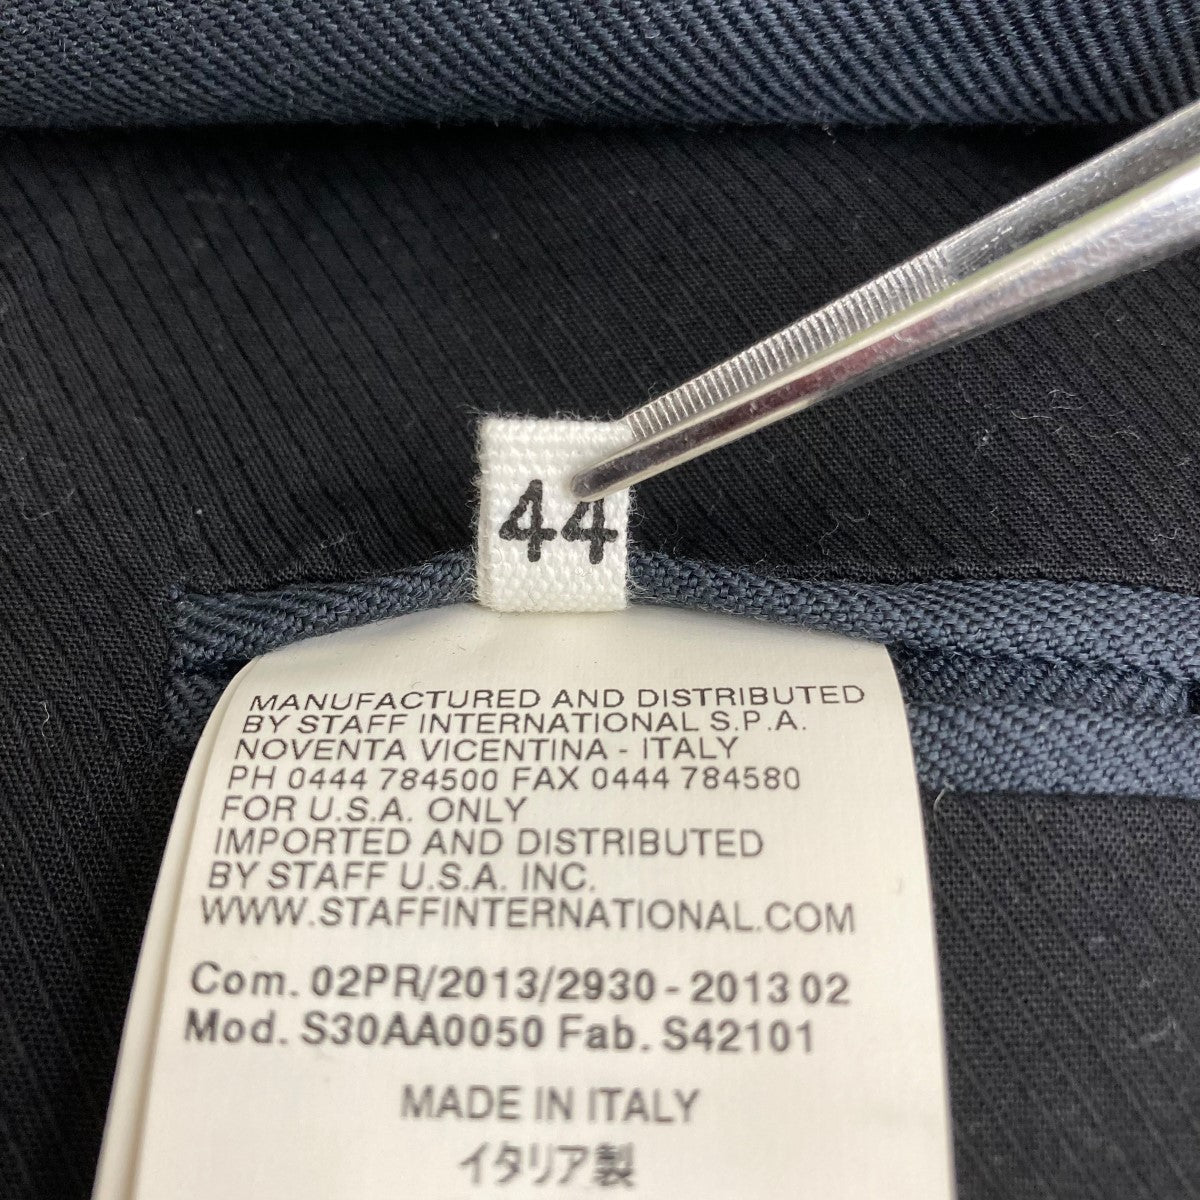 44
MANUFACTURED AND DISTRIBUTED
BY STAFF INTERNATIONAL S.P.A.
NOVENTA VICENTINA - ITALY
PH 0444 784500 FAX 0444 784580
FOR U.S.A. ONLY
IMPORTED AND DISTRIBUTED
BY STAFF U.S.A. INC.
WWW.STAFFINTERNATIONAL.COM
Com. 02PR/2013/2930 - 2013 02
Mod. S30AA0050 Fab. S42101
MADE IN ITALY
イタリア製